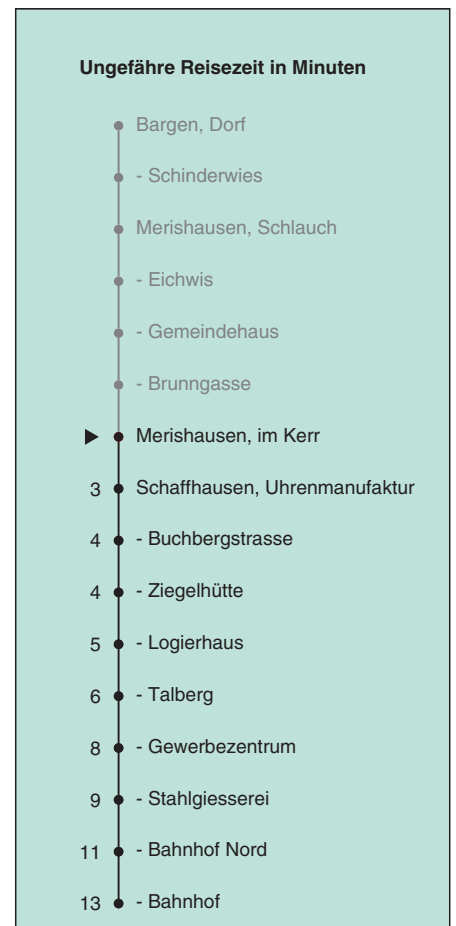 Ungefähre Reisezeit in Minuten
Bargen, Dorf
- Schinderwies
Merishausen, Schlauch
- Eichwis
- Gemeindehaus
- Brunngasse
Merishausen, im Kerr
3 Schaffhausen, Uhrenmanufaktur
4 - Buchbergstrasse
4 - Ziegelhütte
5 - Logierhaus
6 - Talberg
8 - Gewerbezentrum
9 - Stahlgiesserei
11 - Bahnhof Nord
13 - Bahnhof